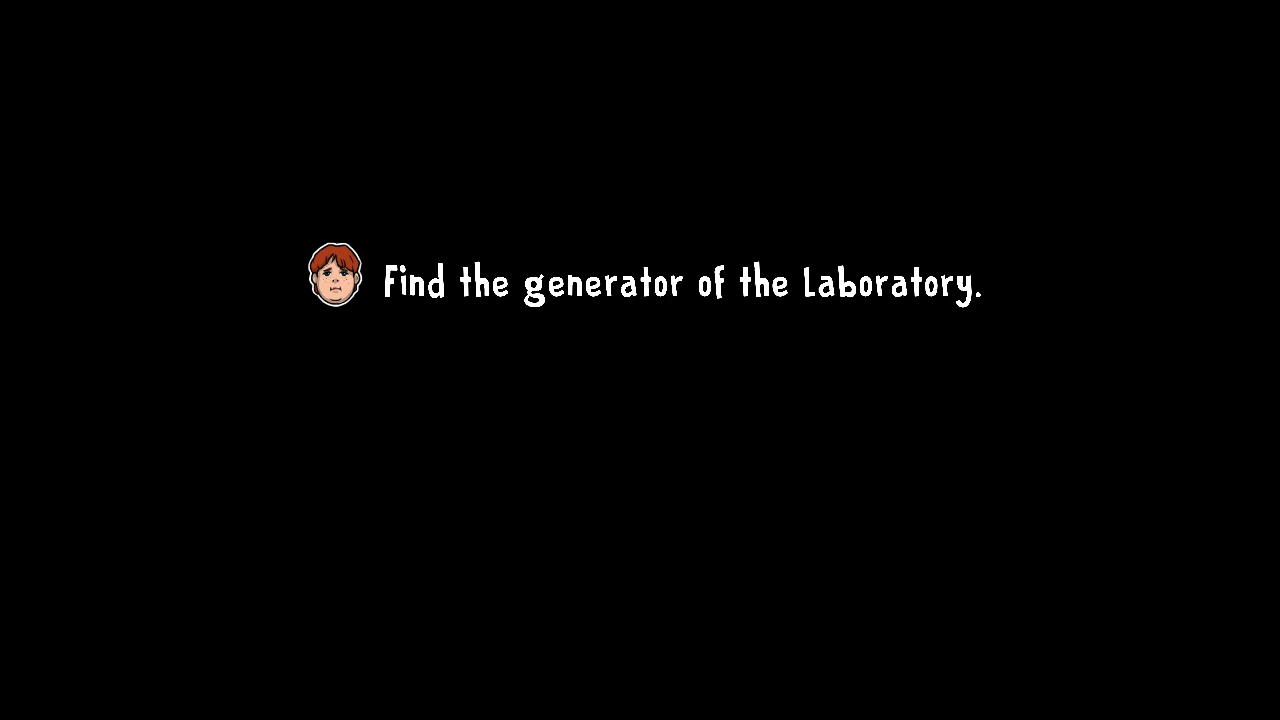 Find the generator of the Laboratory.